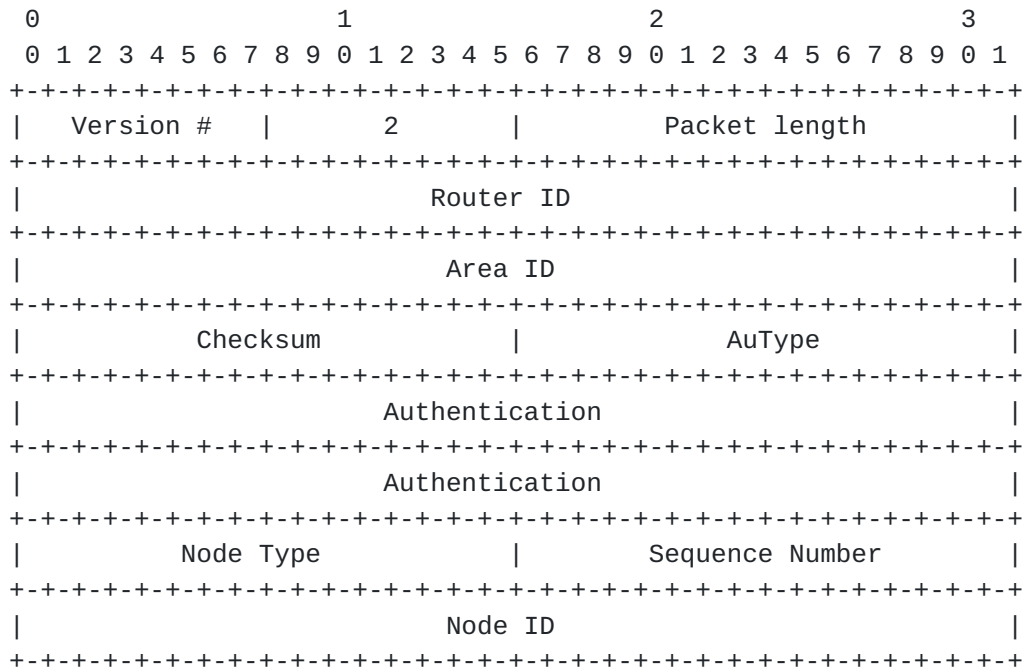 0                   1                   2                   3
 0 1 2 3 4 5 6 7 8 9 0 1 2 3 4 5 6 7 8 9 0 1 2 3 4 5 6 7 8 9 0 1
+-+-+-+-+-+-+-+-+-+-+-+-+-+-+-+-+-+-+-+-+-+-+-+-+-+-+-+-+-+-+-+-+
|   Version #   |       2       |         Packet length         |
+-+-+-+-+-+-+-+-+-+-+-+-+-+-+-+-+-+-+-+-+-+-+-+-+-+-+-+-+-+-+-+-+
|                          Router ID                            |
+-+-+-+-+-+-+-+-+-+-+-+-+-+-+-+-+-+-+-+-+-+-+-+-+-+-+-+-+-+-+-+-+
|                           Area ID                             |
+-+-+-+-+-+-+-+-+-+-+-+-+-+-+-+-+-+-+-+-+-+-+-+-+-+-+-+-+-+-+-+-+
|           Checksum            |             AuType            |
+-+-+-+-+-+-+-+-+-+-+-+-+-+-+-+-+-+-+-+-+-+-+-+-+-+-+-+-+-+-+-+-+
|                       Authentication                          |
+-+-+-+-+-+-+-+-+-+-+-+-+-+-+-+-+-+-+-+-+-+-+-+-+-+-+-+-+-+-+-+-+
|                       Authentication                          |
+-+-+-+-+-+-+-+-+-+-+-+-+-+-+-+-+-+-+-+-+-+-+-+-+-+-+-+-+-+-+-+-+
|          Node Type            |        Sequence Number        |
+-+-+-+-+-+-+-+-+-+-+-+-+-+-+-+-+-+-+-+-+-+-+-+-+-+-+-+-+-+-+-+-+
|                           Node ID                             |
+-+-+-+-+-+-+-+-+-+-+-+-+-+-+-+-+-+-+-+-+-+-+-+-+-+-+-+-+-+-+-+-+